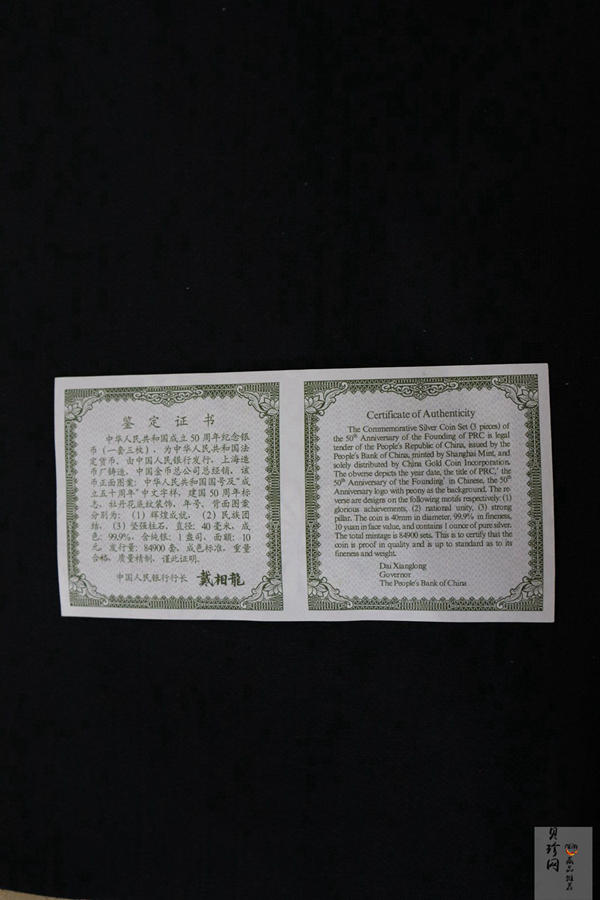 鉴定证书
中华人民共和国成立50周年纪念银
币(一套三枚),为中华人民共和国法
定货币,由中国人民银行发行,上海造
币厂铸造,中国金币总公司总经销,该
币正面图案:中华人民共和国国号及"成
立五十周年"中文字样,建国50周年标
志,牡丹花底纹装饰,年号,背面图案
分别为:(1)辉煌成就,(2)民族团
结,(3)坚强柱石,直径:40毫米,成
色:99.9%,含纯银:1盎司,面额:10
元,发行量:84900套,成色标准,重量
合格,质量精制,谨此证明。
中国人民银行行长 戴相龍
Certificate of Authenticity
The Commemorative Silver Coin Set (3 pieces) of
the 50th Anniversary of the Founding of PRC is legal
tender of the People's Republic of China, issued by the
People's Bank of China, minted by Shanghai Mint, and
solely distributed by China Gold Coin Incorporation.
The obverse depicts the year date, the title of PRC,' the
50th Anniversary of the Founding' in Chinese, the 50th
Anniversary logo with peony as the background. The re
verse are designs on the following motifs respectively: (1)
glorious achievements, (2) national unity, (3) strong
pillar. The coin is 40mm in diameter, 99.9% in fineness,
10 yuan in face value, and contains 1 ounce of pure silver.
The total mintage is 84900 sets. This is to certify that the
coin is proof in quality and is up to standard as to its
fineness and weight.
Dai Xianglong
Governor
The People's Bank of China
贝珍网
藏品推荐